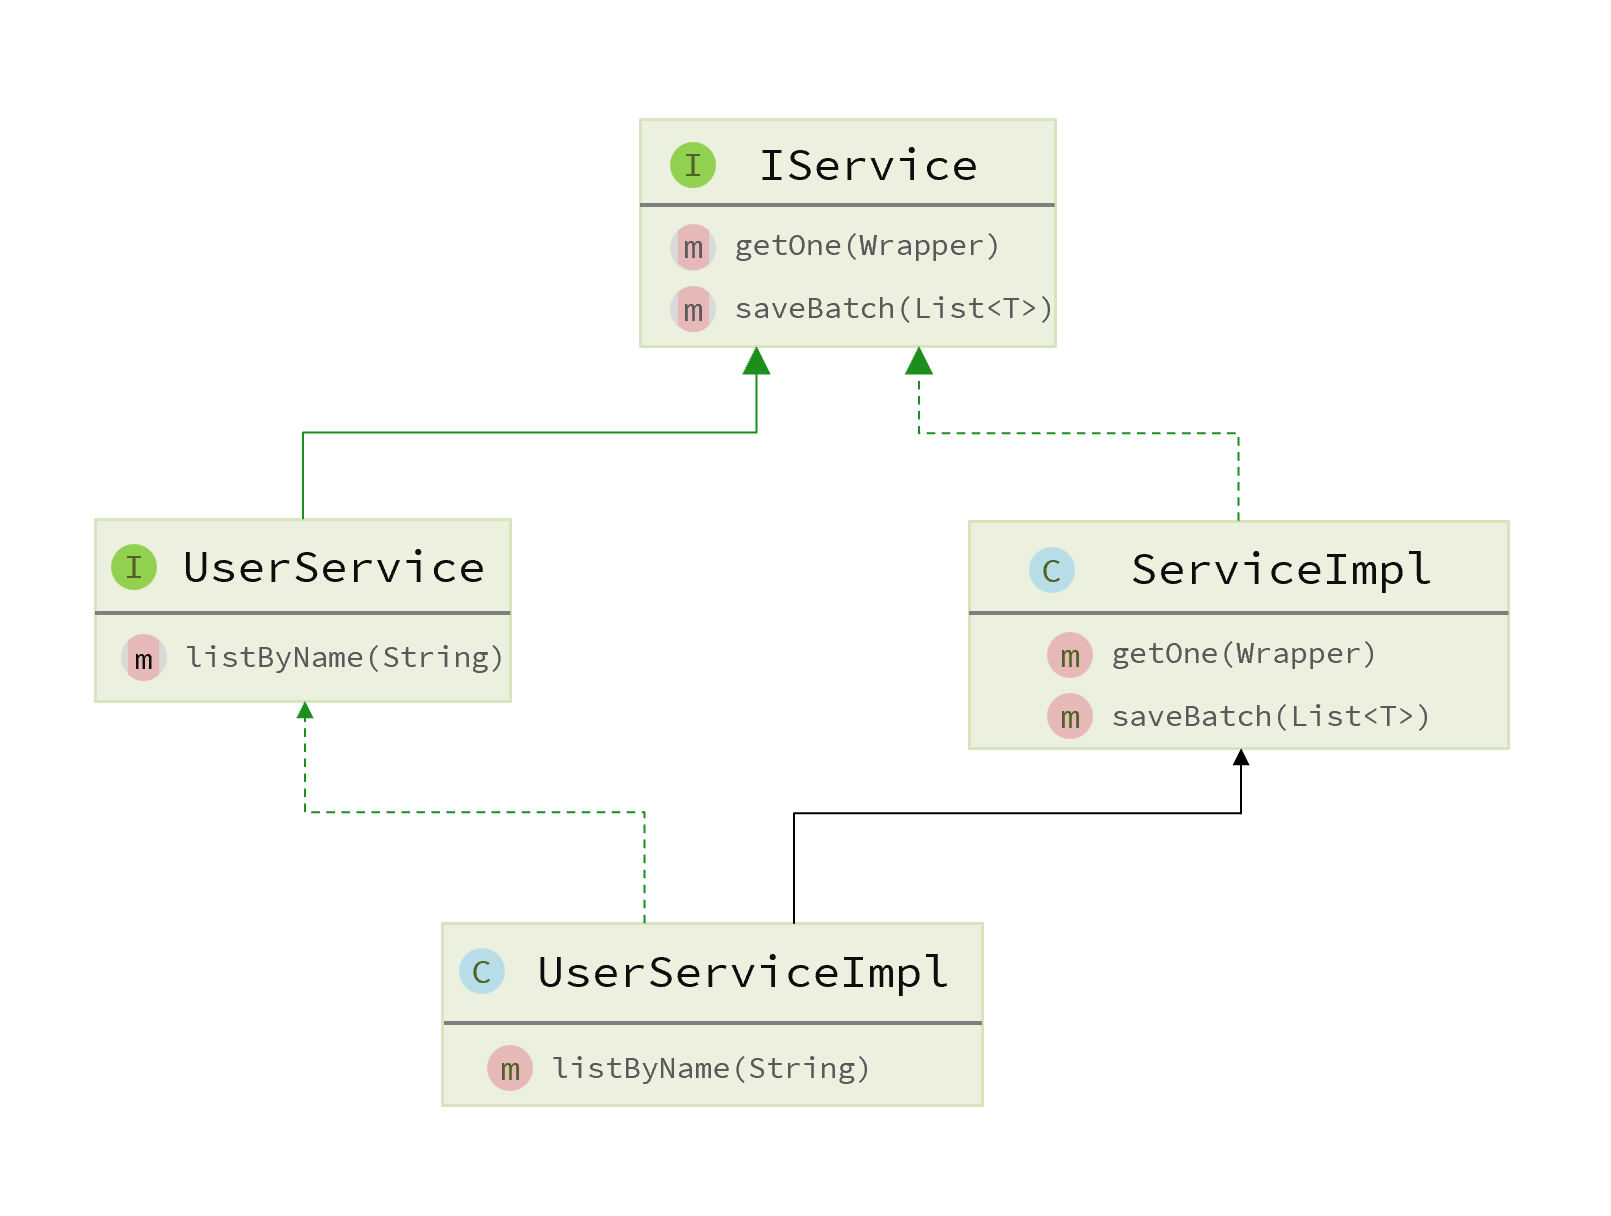 I IService
m getOne(Wrapper)
m saveBatch(List<T>)
I UserService
m listByName(String)
C ServiceImpl
m getOne(Wrapper)
m saveBatch(List<T>)
C UserServiceImpl
m listByName(String)